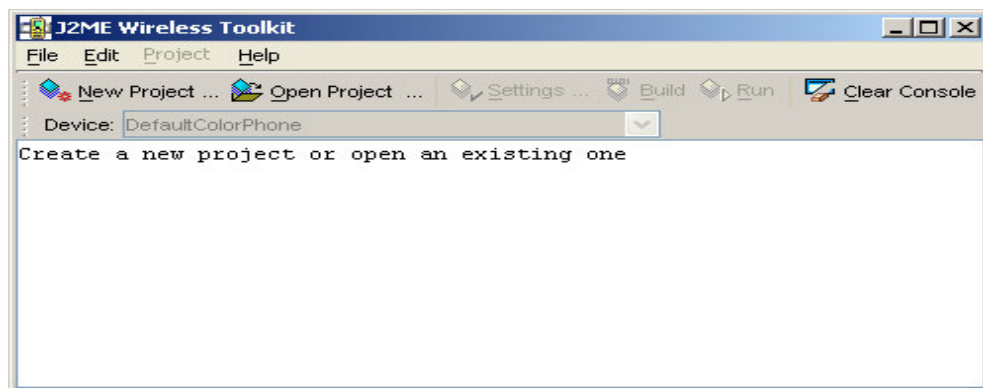 J2ME Wireless Toolkit
File Edit Project Help
New Project ... Open Project ... Settings ... Build Run Clear Console
Device: DefaultColorPhone
Create a new project or open an existing one